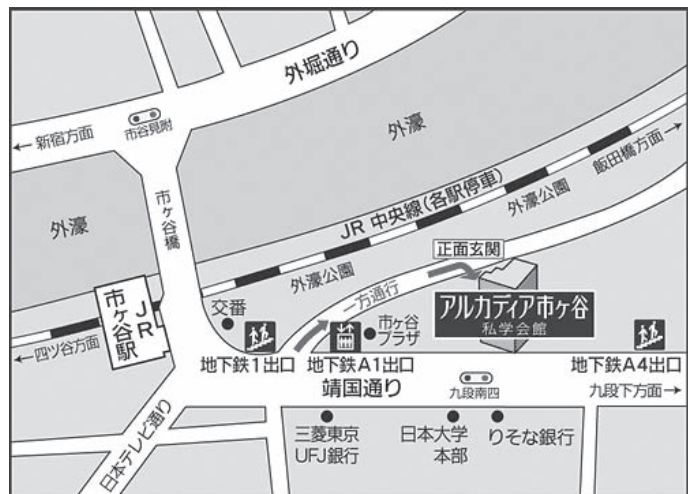 外堀通り
←新宿方面
市谷見附
外濠
飯田橋方面→
市ヶ谷橋
外濠
JR 中央線(各駅停車)
外濠公園
正面玄関
外濠公園
一方通行
アルカディア市ヶ谷
私学会館
JR
市ヶ谷駅
交番
市ヶ谷
プラザ
←四ツ谷方面
地下鉄1出口
地下鉄A1出口
地下鉄A4出口
靖国通り
九段南四
九段下方面→
日本テレビ通り
三菱東京
UFJ銀行
日本大学
本部
りそな銀行